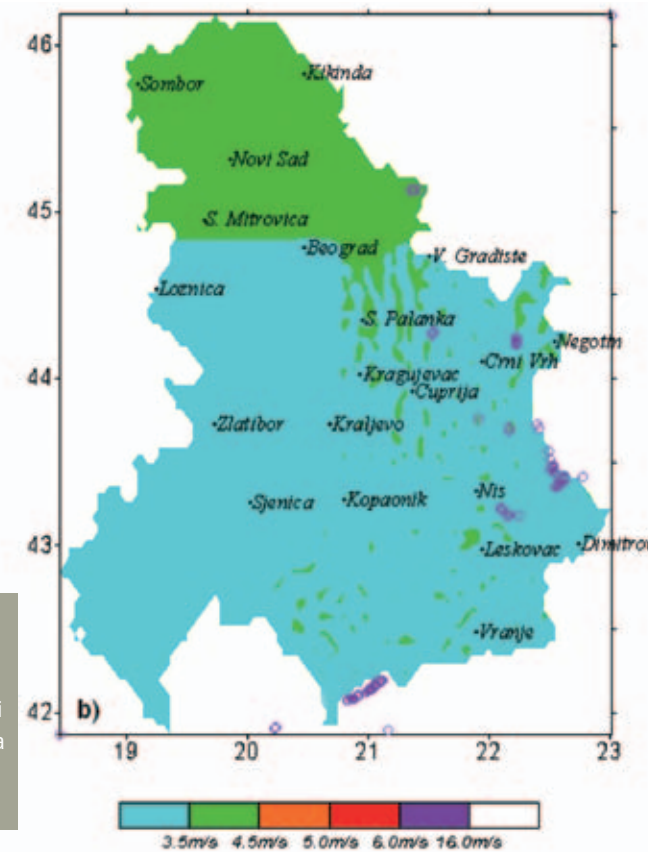 46
Sombor
Kikinda
Novi Sad
45
S. Mitrovica
Beograd
V. Gradiste
Loznica
S. Palanka
Negotin
44
Crni Vrh
Kragujevac
Cuprija
Zlatibor
Kraljevo
Nis
Sjenica
Kopaonik
43
Leskovac
Dimitrov
Vranje
i
a
42
b)
19 20 21 22 23
3.5m/s 4.5m/s 5.0m/s 6.0m/s 16.0m/s